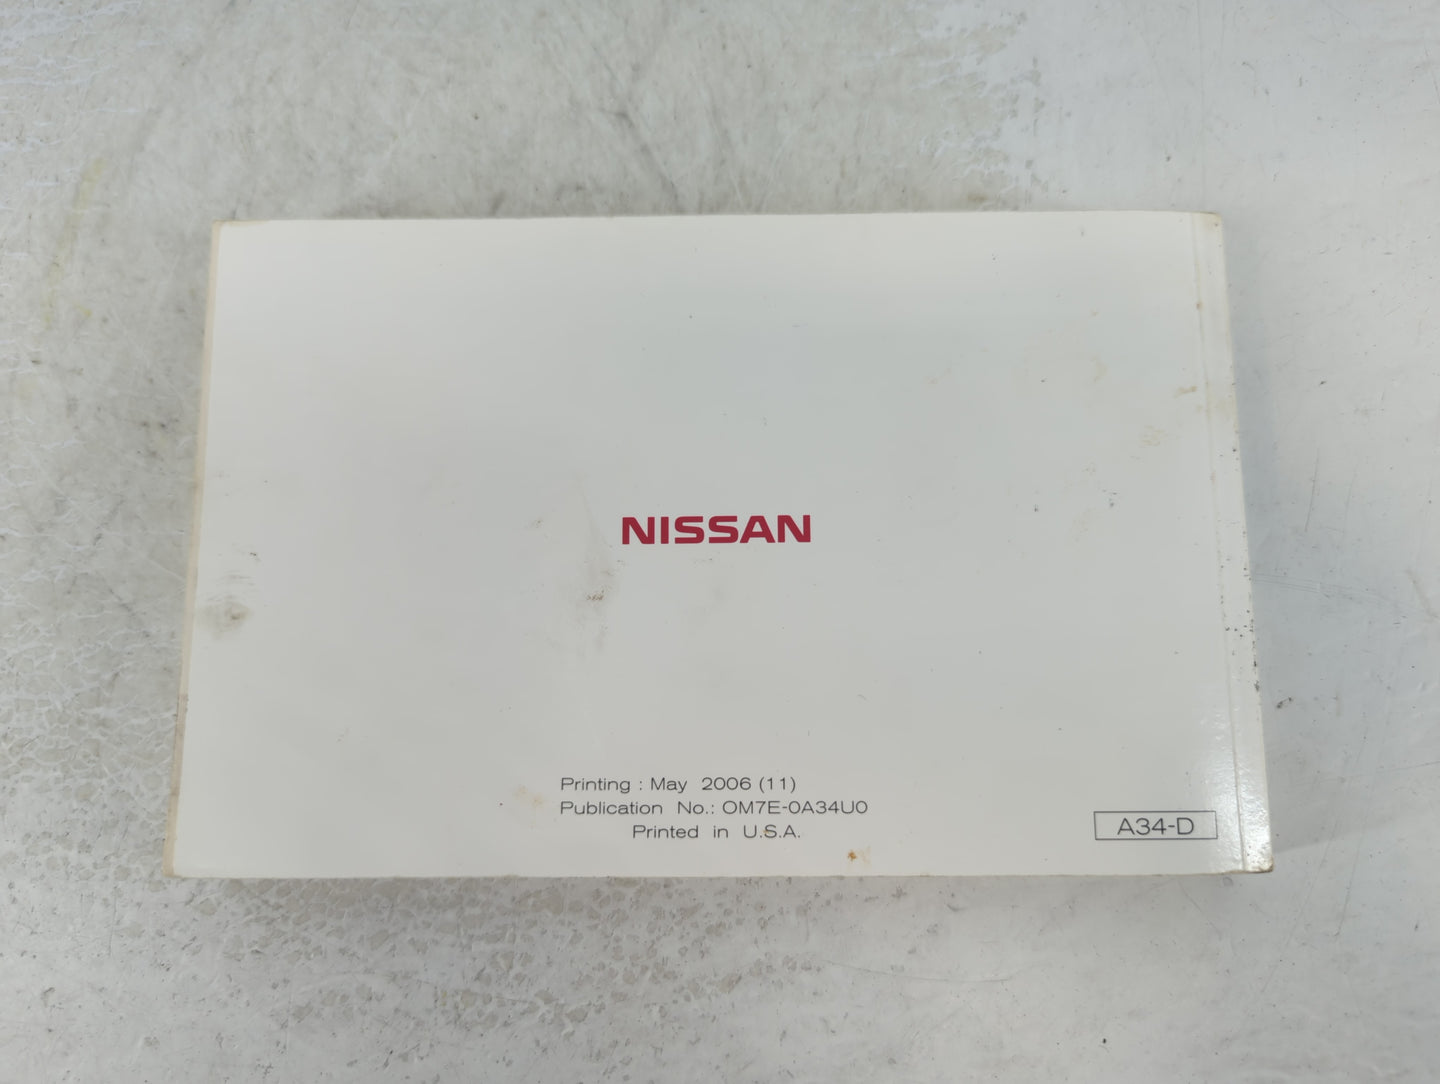 NISSAN
Printing : May 2006 (11)
Publication No.: OM7E-0A34U0
Printed in U.S.A.
A34-D